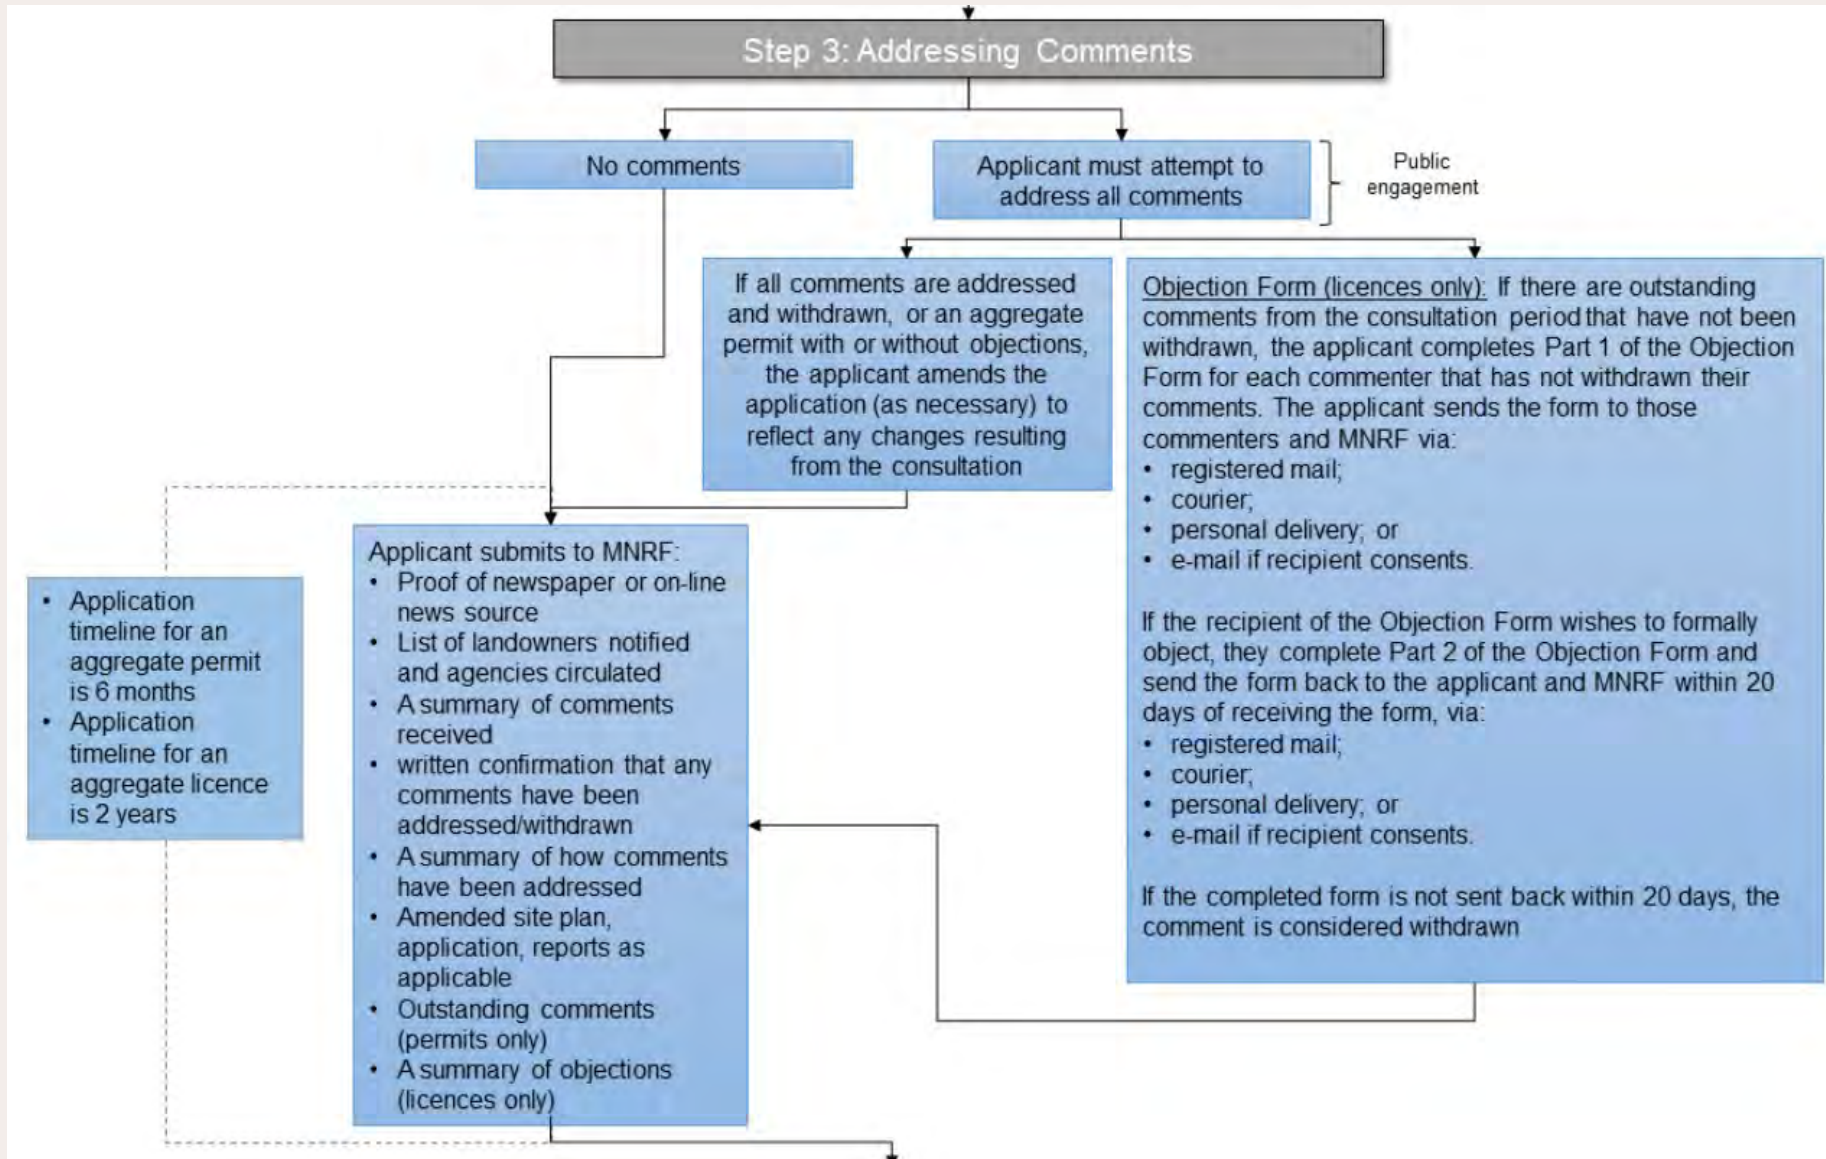 Step 3: Addressing Comments
No comments
Applicant must attempt to
address all comments
Public
engagement
If all comments are addressed
and withdrawn, or an aggregate
permit with or without objections,
the applicant amends the
application (as necessary) to
reflect any changes resulting
from the consultation
Objection Form (licences only): If there are outstanding
comments from the consultation period that have not been
withdrawn, the applicant completes Part 1 of the Objection
Form for each commenter that has not withdrawn their
comments. The applicant sends the form to those
commenters and MNRF via:
• registered mail;
• courier;
• personal delivery; or
• e-mail if recipient consents.
If the recipient of the Objection Form wishes to formally
object, they complete Part 2 of the Objection Form and
send the form back to the applicant and MNRF within 20
days of receiving the form, via:
• registered mail;
• courier;
• personal delivery; or
• e-mail if recipient consents.
If the completed form is not sent back within 20 days, the
comment is considered withdrawn
Applicant submits to MNRF:
• Proof of newspaper or on-line
news source
• List of landowners notified
and agencies circulated
• A summary of comments
received
• written confirmation that any
comments have been
addressed/withdrawn
• A summary of how comments
have been addressed
• Amended site plan,
application, reports as
applicable
• Outstanding comments
(permits only)
• A summary of objections
(licences only)
• Application
timeline for an
aggregate permit
is 6 months
• Application
timeline for an
aggregate licence
is 2 years